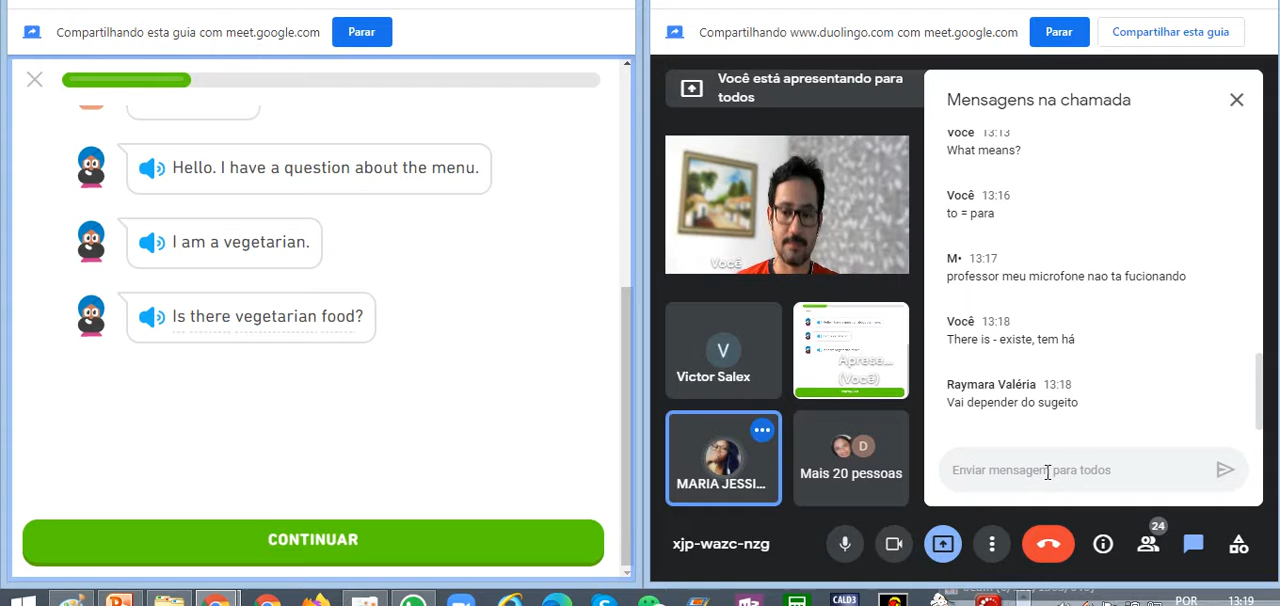 Compartilhando esta guia com meet.google.com
Parar
Hello. I have a question about the menu.
I am a vegetarian.
Is there vegetarian food?
CONTINUAR
Compartilhando www.duolingo.com com meet.google.com
Parar
Compartilhar esta guia
Você está apresentando para
todos
Você
Victor Salex
Aprese...
(Você)
MARIA JESSI...
D
Mais 20 pessoas
Mensagens na chamada
Você 13:13
What means?
Você 13:16
to = para
M• 13:17
professor meu microfone nao ta fucionando
Você 13:18
There is - existe, tem há
Raymara Valéria 13:18
Vai depender do sugeito
Enviar mensagem para todos
xjp-wazc-nzg
24
CALD3
POR
13:19